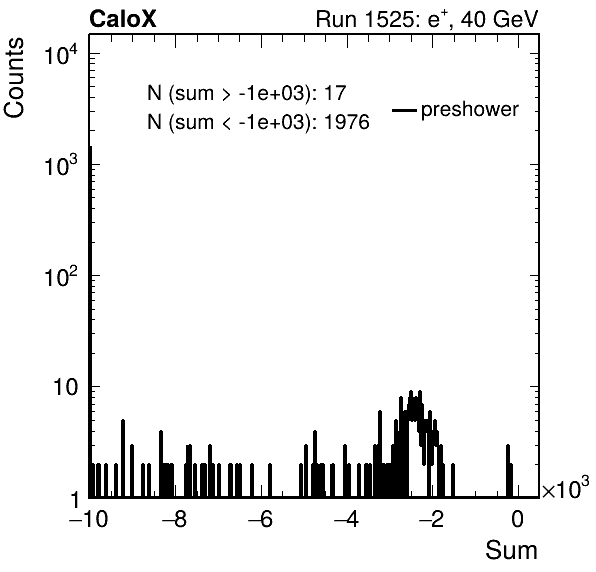 CaloX Run 1525: e⁺, 40 GeV
Counts
N (sum > -1e+03): 17
N (sum < -1e+03): 1976
preshower
10⁴
10³
10²
10
1
−10 −8 −6 −4 −2 0
×10³
Sum